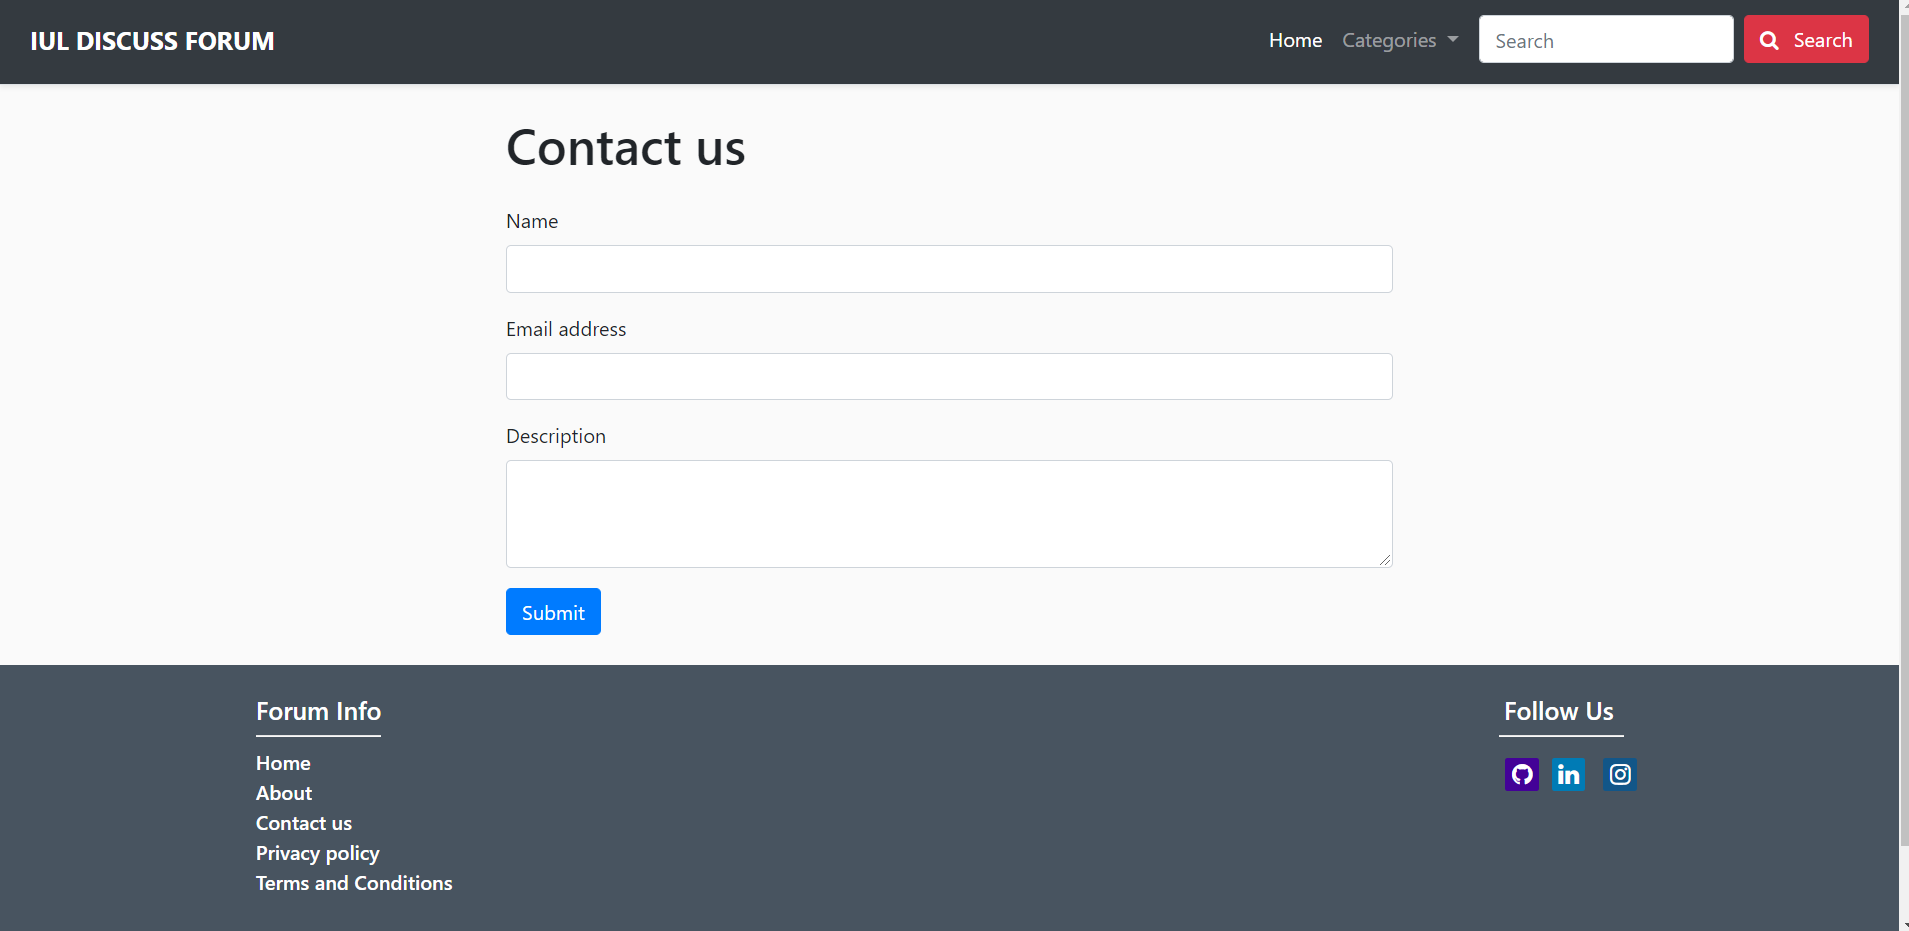 IUL DISCUSS FORUM
Home Categories Search Search
Contact us
Name
Email address
Description
Submit
Forum Info
Home
About
Contact us
Privacy policy
Terms and Conditions
Follow Us
in